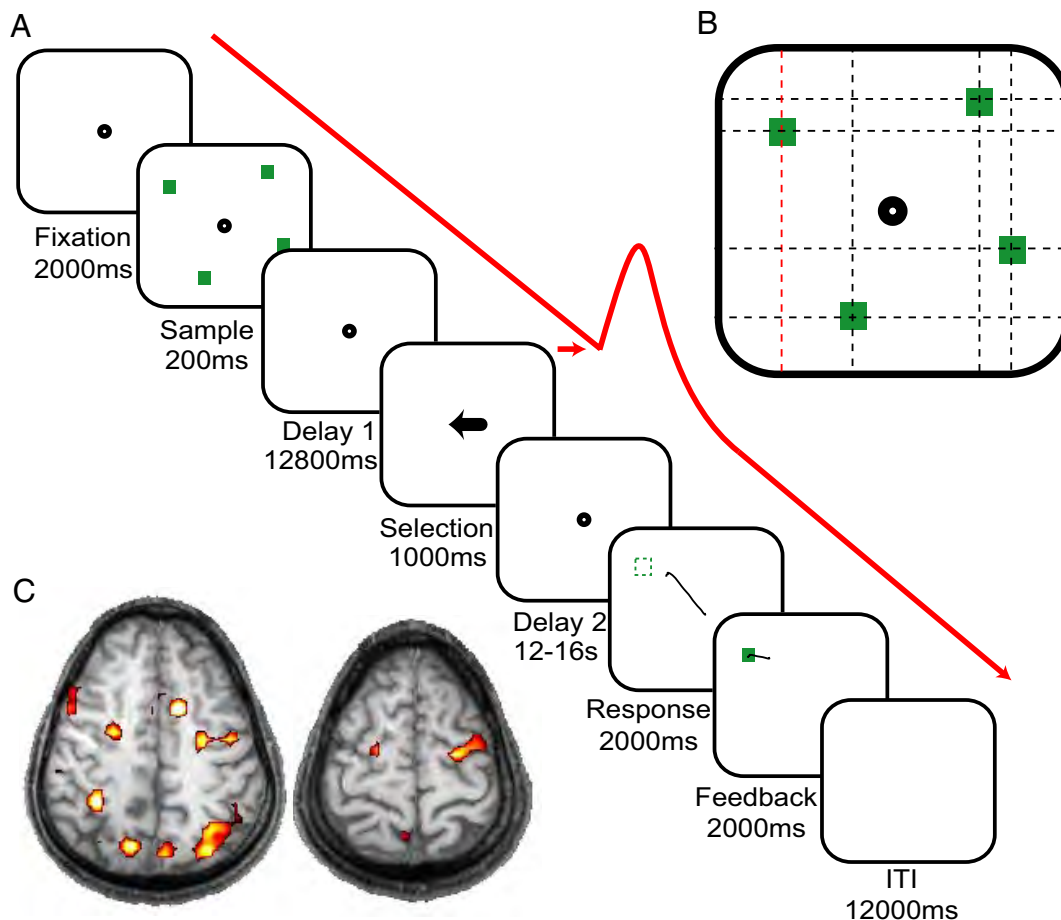 A
B
Fixation
2000ms
Sample
200ms
Delay 1
12800ms
Selection
1000ms
Delay 2
12-16s
Response
2000ms
Feedback
2000ms
ITI
12000ms
C